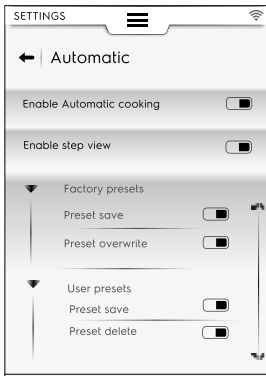 SETTINGS
Automatic
Enable Automatic cooking
Enable step view
Factory presets
Preset save
Preset overwrite
User presets
Preset save
Preset delete